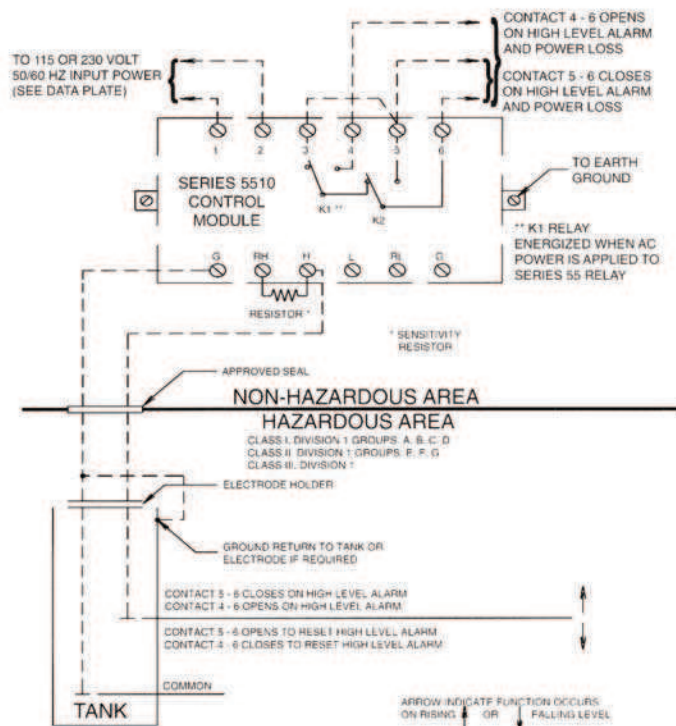 CONTACT 4 - 6 OPENS
ON HIGH LEVEL ALARM
AND POWER LOSS
TO 115 OR 230 VOLT
50/60 HZ INPUT POWER
(SEE DATA PLATE)
CONTACT 5 - 6 CLOSES
ON HIGH LEVEL ALARM
AND POWER LOSS
1 2 3 4 5 6
SERIES 5510
CONTROL
MODULE
K1 **
K2
TO EARTH
GROUND
** K1 RELAY
ENERGIZED WHEN AC
POWER IS APPLIED TO
SERIES 55 RELAY
G RH H L RL G
RESISTOR *
* SENSITIVITY
RESISTOR
APPROVED SEAL
NON-HAZARDOUS AREA
HAZARDOUS AREA
CLASS I, DIVISION 1 GROUPS, A, B, C, D
CLASS II, DIVISION 1 GROUPS, E, F, G
CLASS III, DIVISION 1
ELECTRODE HOLDER
GROUND RETURN TO TANK OR
ELECTRODE IF REQUIRED
CONTACT 5 - 6 CLOSES ON HIGH LEVEL ALARM
CONTACT 4 - 6 OPENS ON HIGH LEVEL ALARM
CONTACT 5 - 6 OPENS TO RESET HIGH LEVEL ALARM
CONTACT 4 - 6 CLOSES TO RESET HIGH LEVEL ALARM
COMMON
TANK
ARROW INDICATE FUNCTION OCCURS
ON RISING OR FALLING LEVEL